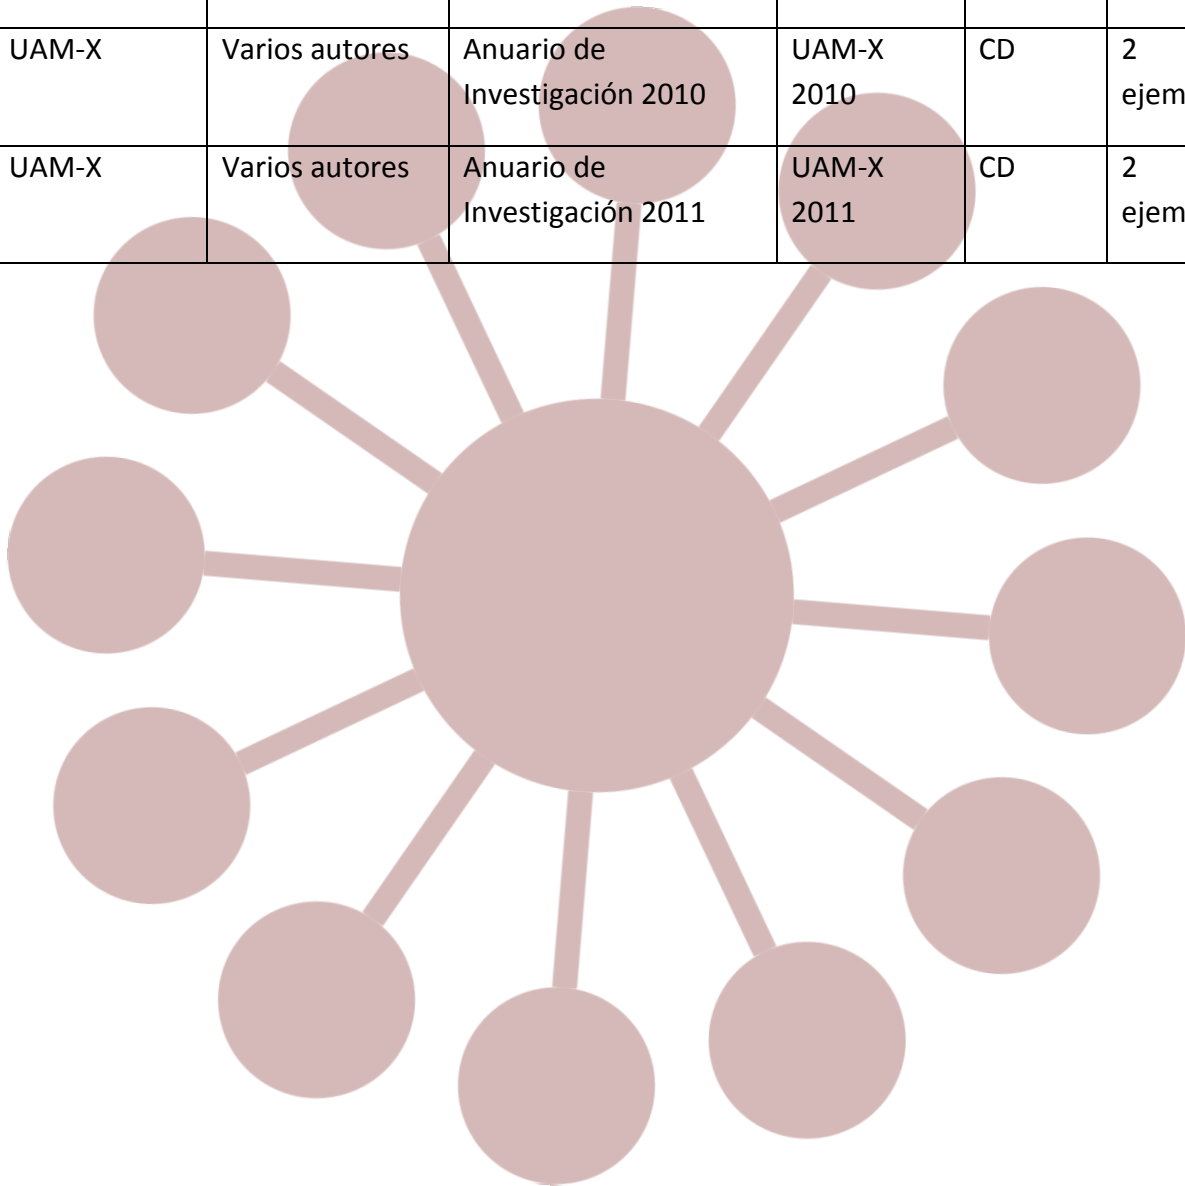 UAM-X Varios autores Anuario de UAM-X CD 2
Investigación 2010 2010 ejem
UAM-X Varios autores Anuario de UAM-X CD 2
Investigación 2011 2011 ejem